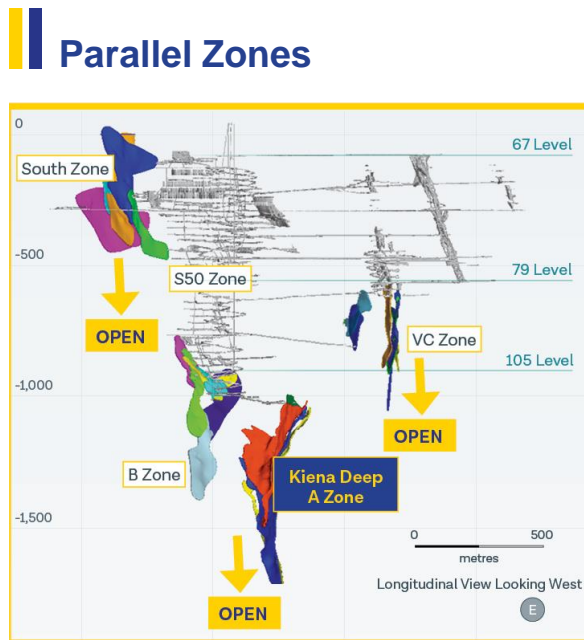 Parallel Zones
0
67 Level
South Zone
-500
S50 Zone
79 Level
OPEN
VC Zone
105 Level
-1,000
OPEN
B Zone
Kiena Deep
A Zone
-1,500
0 500
metres
Longitudinal View Looking West
OPEN
E